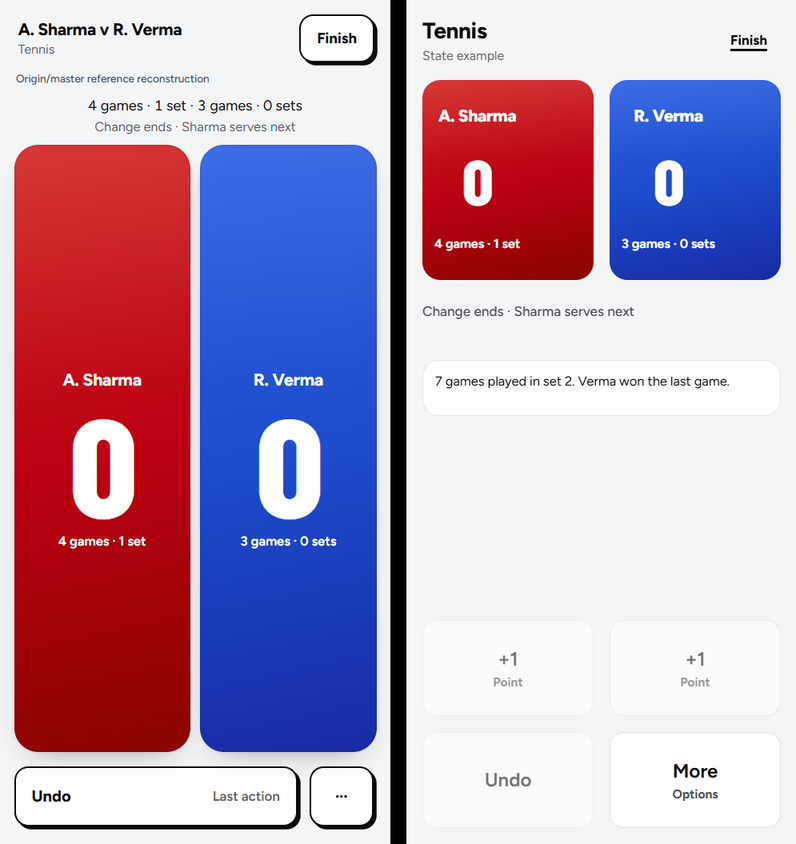 A. Sharma v R. Verma
Tennis
Finish
Origin/master reference reconstruction
4 games · 1 set · 3 games · 0 sets
Change ends · Sharma serves next
A. Sharma
0
4 games · 1 set
R. Verma
0
3 games · 0 sets
Undo
Last action
···
Tennis
State example
Finish
A. Sharma
0
4 games · 1 set
R. Verma
0
3 games · 0 sets
Change ends · Sharma serves next
7 games played in set 2. Verma won the last game.
+1
Point
+1
Point
Undo
More
Options